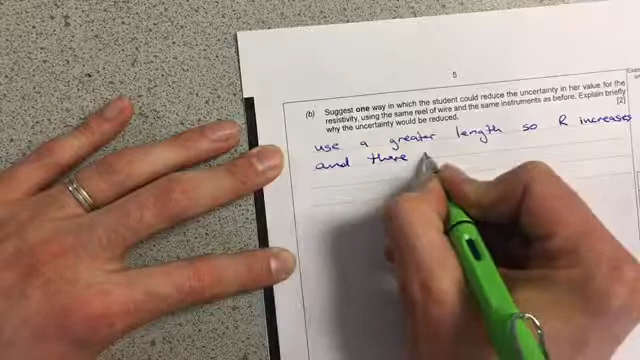 5
Exam
(b) Suggest one way in which the student could reduce the uncertainty in her value for the
resistivity, using the same reel of wire and the same instruments as before. Explain briefly
why the uncertainty would be reduced.
[2]
use a greater length so R increases
and there